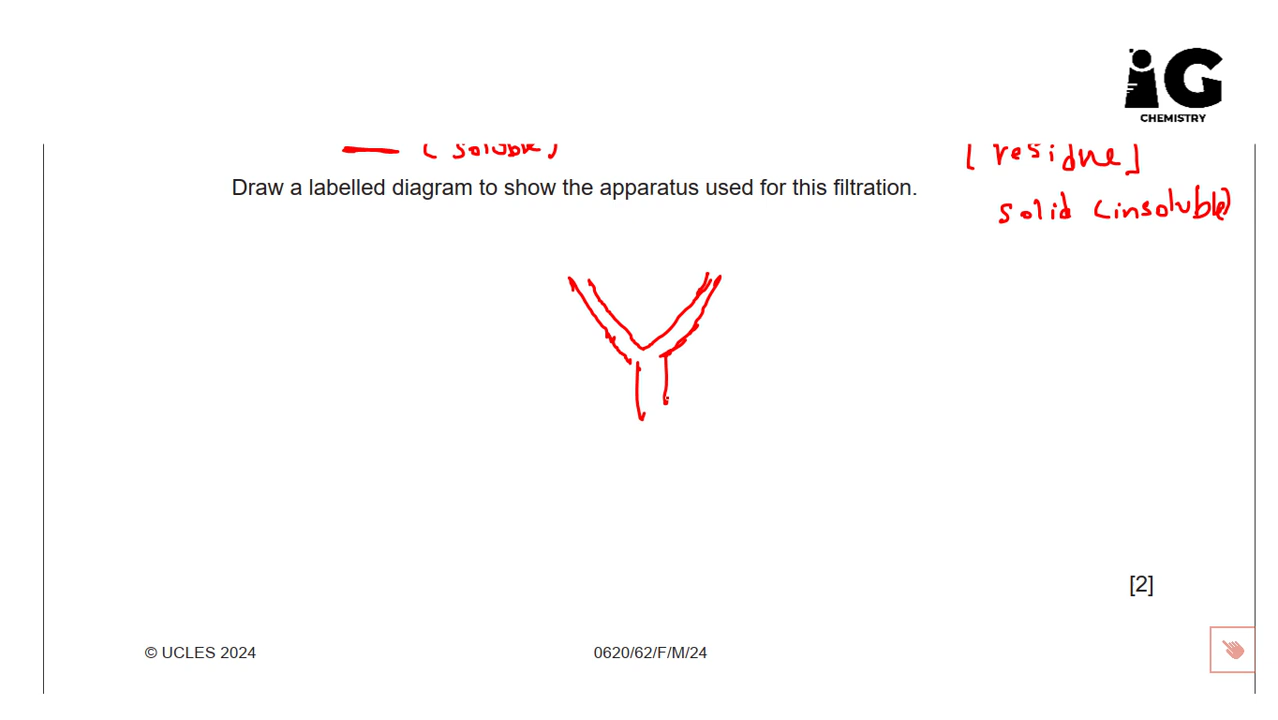 iG
CHEMISTRY
— (soluble)
[residue]
Draw a labelled diagram to show the apparatus used for this filtration.
solid (insoluble)
[2]
© UCLES 2024
0620/62/F/M/24